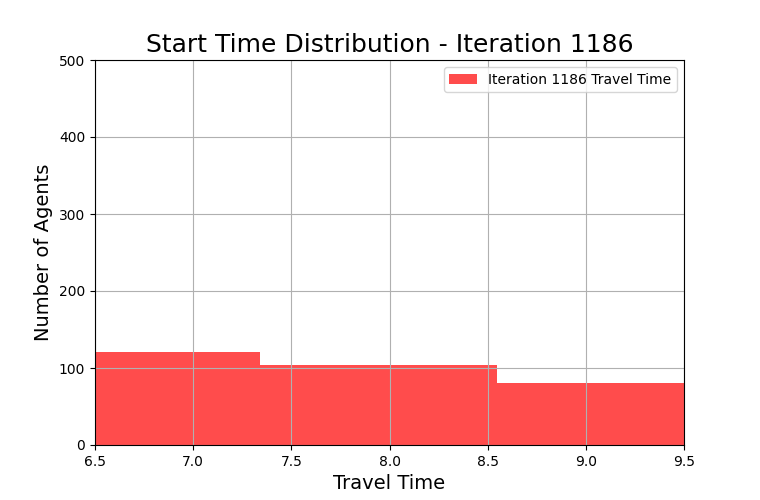 Start Time Distribution - Iteration 1186
500
Iteration 1186 Travel Time
400
300
200
100
0
Number of Agents
6.5 7.0 7.5 8.0 8.5 9.0 9.5
Travel Time